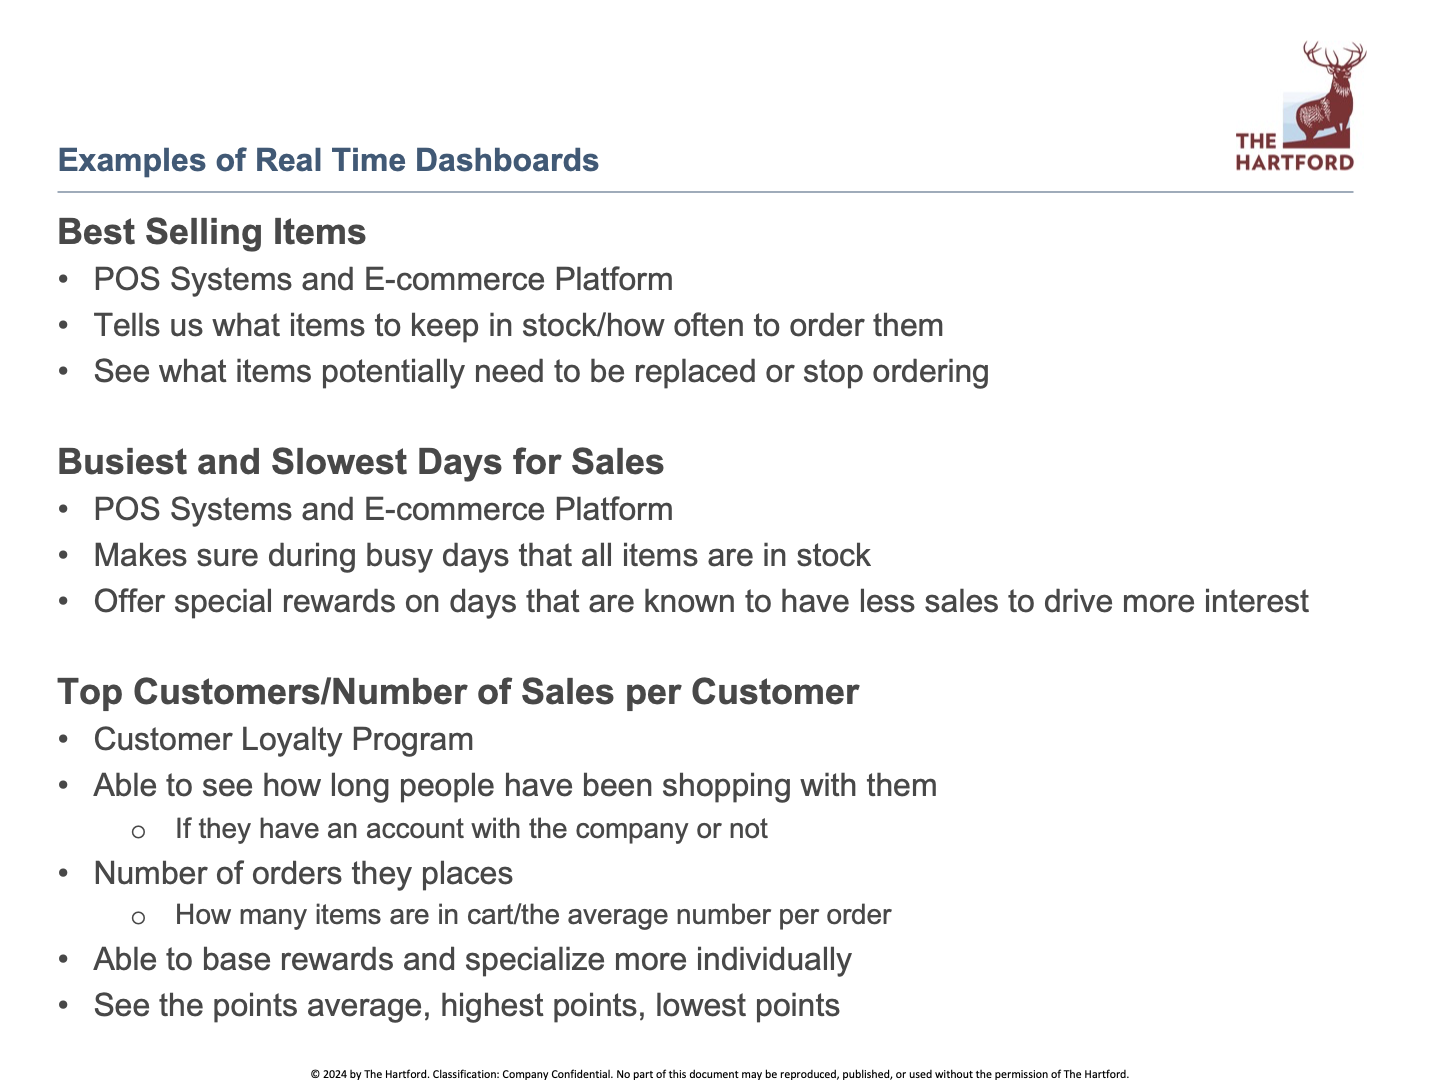 THE
HARTFORD
Examples of Real Time Dashboards
Best Selling Items
• POS Systems and E-commerce Platform
• Tells us what items to keep in stock/how often to order them
• See what items potentially need to be replaced or stop ordering
Busiest and Slowest Days for Sales
• POS Systems and E-commerce Platform
• Makes sure during busy days that all items are in stock
• Offer special rewards on days that are known to have less sales to drive more interest
Top Customers/Number of Sales per Customer
• Customer Loyalty Program
• Able to see how long people have been shopping with them
o If they have an account with the company or not
• Number of orders they places
o How many items are in cart/the average number per order
• Able to base rewards and specialize more individually
• See the points average, highest points, lowest points
© 2024 by The Hartford. Classification: Company Confidential. No part of this document may be reproduced, published, or used without the permission of The Hartford.